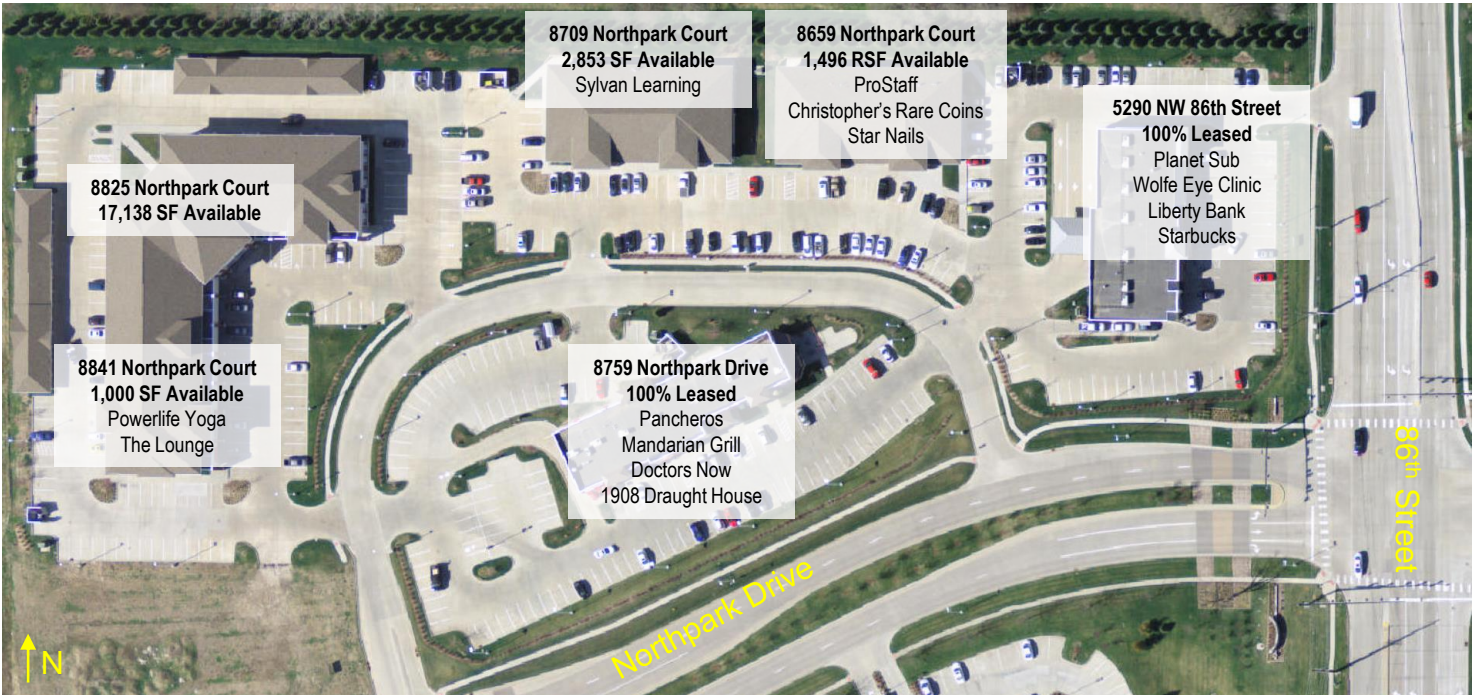 8709 Northpark Court
2,853 SF Available
Sylvan Learning
8659 Northpark Court
1,496 RSF Available
ProStaff
Christopher's Rare Coins
Star Nails
5290 NW 86th Street
100% Leased
Planet Sub
Wolfe Eye Clinic
Liberty Bank
Starbucks
8825 Northpark Court
17,138 SF Available
8841 Northpark Court
1,000 SF Available
Powerlife Yoga
The Lounge
8759 Northpark Drive
100% Leased
Pancheros
Mandarian Grill
Doctors Now
1908 Draught House
86th Street
Northpark Drive
N